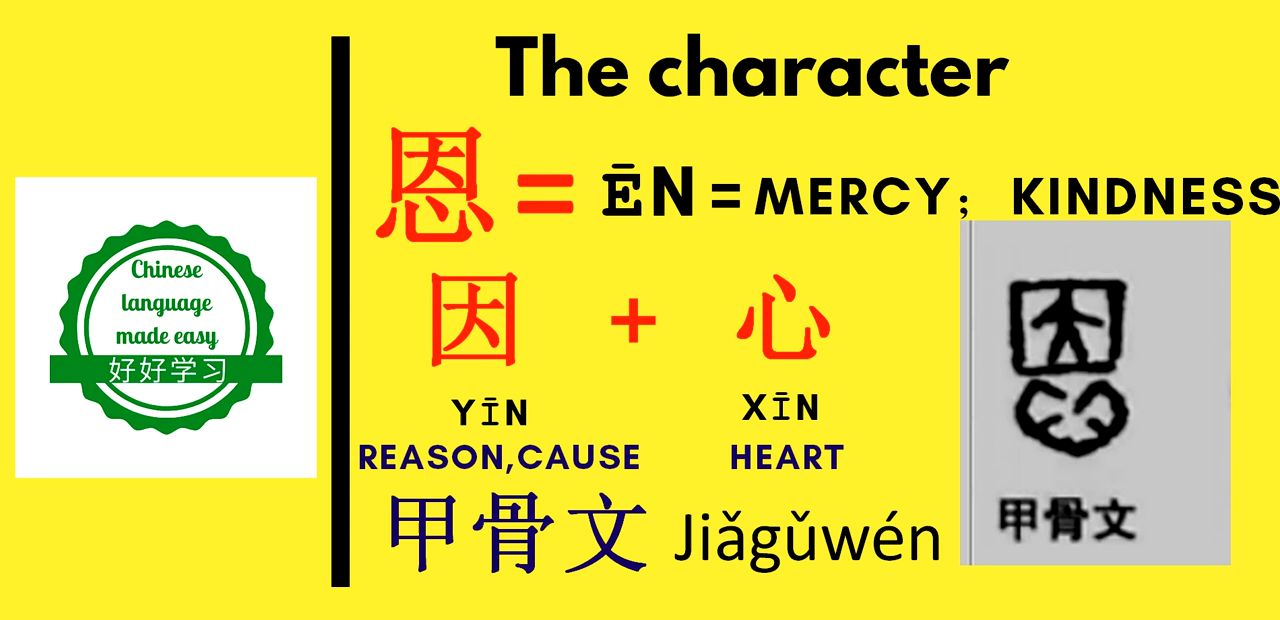 Chinese
language
made easy
好好学习
The character
恩 = ĒN = MERCY； KINDNESS
因 + 心
YĪN XĪN
REASON,CAUSE HEART
甲骨文 Jiǎgǔwén
甲骨文